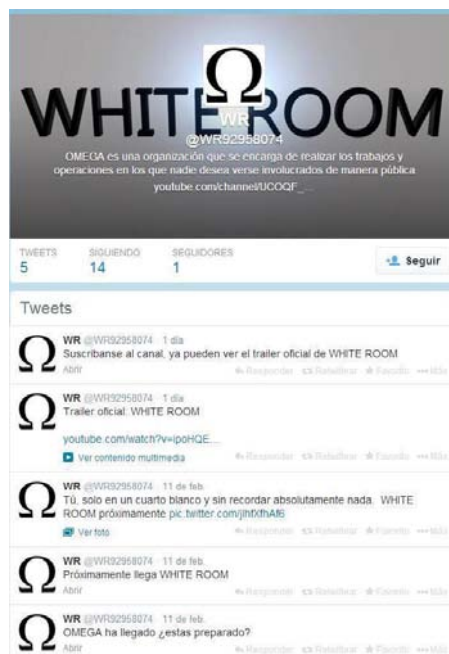 WHITE ROOM
Ω
WR
@WR92958074
OMEGA es una organización que se encarga de realizar los trabajos y
operaciones en los que nadie desea verse involucrados de manera pública
youtube.com/channel/UCOQF_...
TWEETS SIGUIENDO SEGUIDORES
5 14 1
Seguir
Tweets
Ω
WR @WR92958074 · 1 día
Suscribanse al canal, ya pueden ver el trailer oficial de WHITE ROOM
Abrir Responder Retwittear Favorito Más
Ω
WR @WR92958074 · 1 día
Trailer oficial: WHITE ROOM
youtube.com/watch?v=ipoHQE...
Ver contenido multimedia Responder Retwittear Favorito Más
Ω
WR @WR92958074 · 11 de feb.
Tú, solo en un cuarto blanco y sin recordar absolutamente nada. WHITE
ROOM próximamente
Ver foto Responder Retwittear Favorito Más
Ω
WR @WR92958074 · 11 de feb.
Próximamente llega WHITE ROOM
Abrir Responder Retwittear Favorito Más
Ω
WR @WR92958074 · 11 de feb.
OMEGA ha llegado ¿estas preparado?
Abrir Responder Retwittear Favorito Más